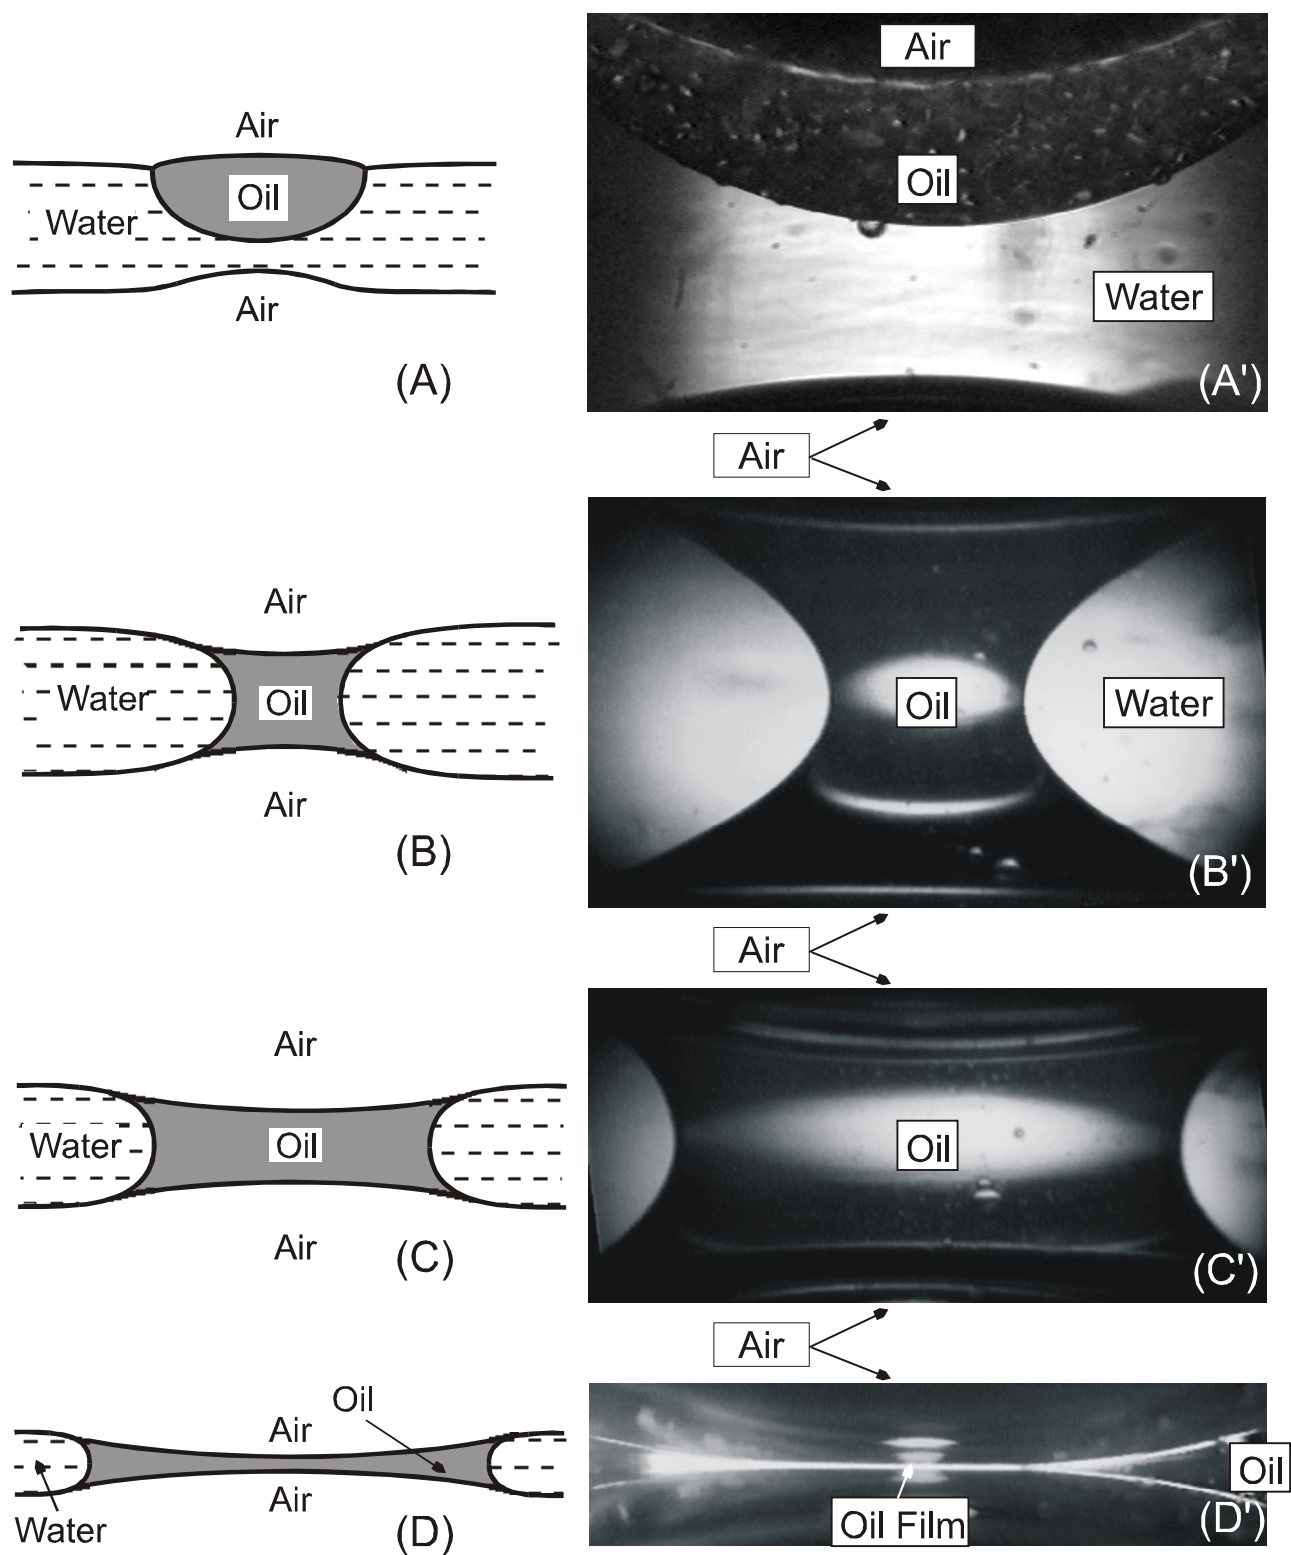 Air
Oil
Water
Air
(A)
Air
Oil
Water
(A')
Air
Air
Water
Oil
Air
(B)
Oil
Water
(B')
Air
Air
Water
Oil
Air
(C)
Oil
(C')
Air
Oil
Air
Air
Water
(D)
Oil
Oil Film
(D')